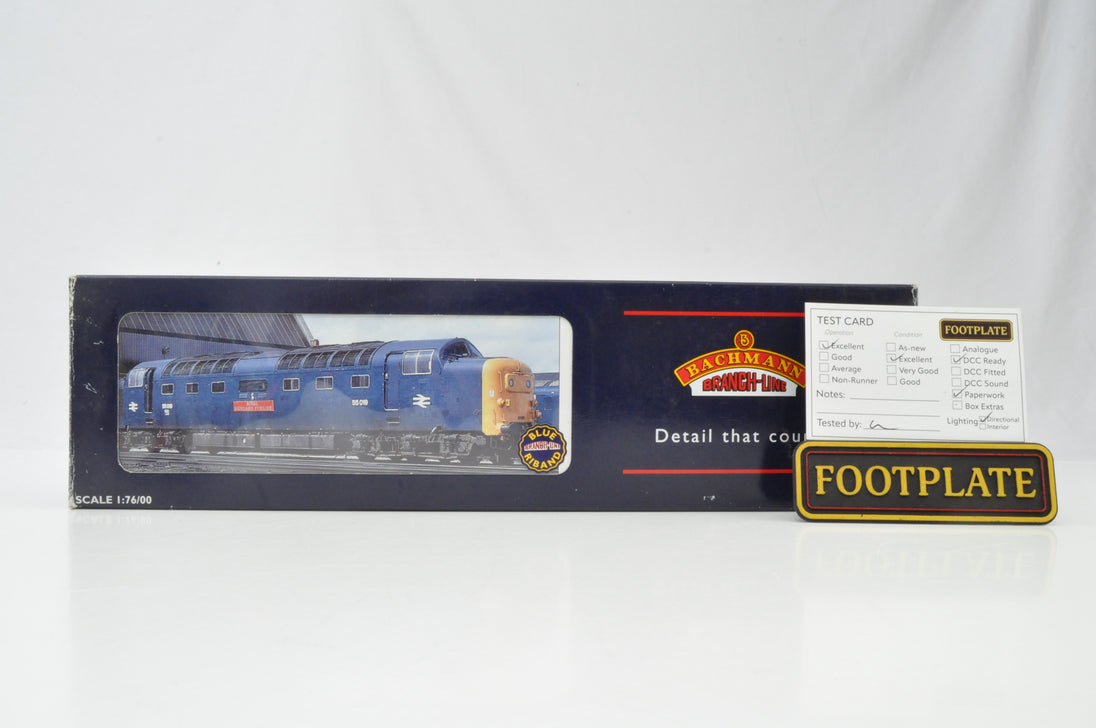 55 019
BLUE
BRANCH-LINE
RIBAND
SCALE 1:76/00
B
BACHMANN
BRANCH-LINE
Detail that cou
TEST CARD
FOOTPLATE
Operation
Excellent
Good
Average
Non-Runner
Condition
As-new
Excellent
Very Good
Good
Analogue
DCC Ready
DCC Fitted
DCC Sound
Paperwork
Box Extras
Notes:
Tested by:
Lighting
Directional
Interior
FOOTPLATE